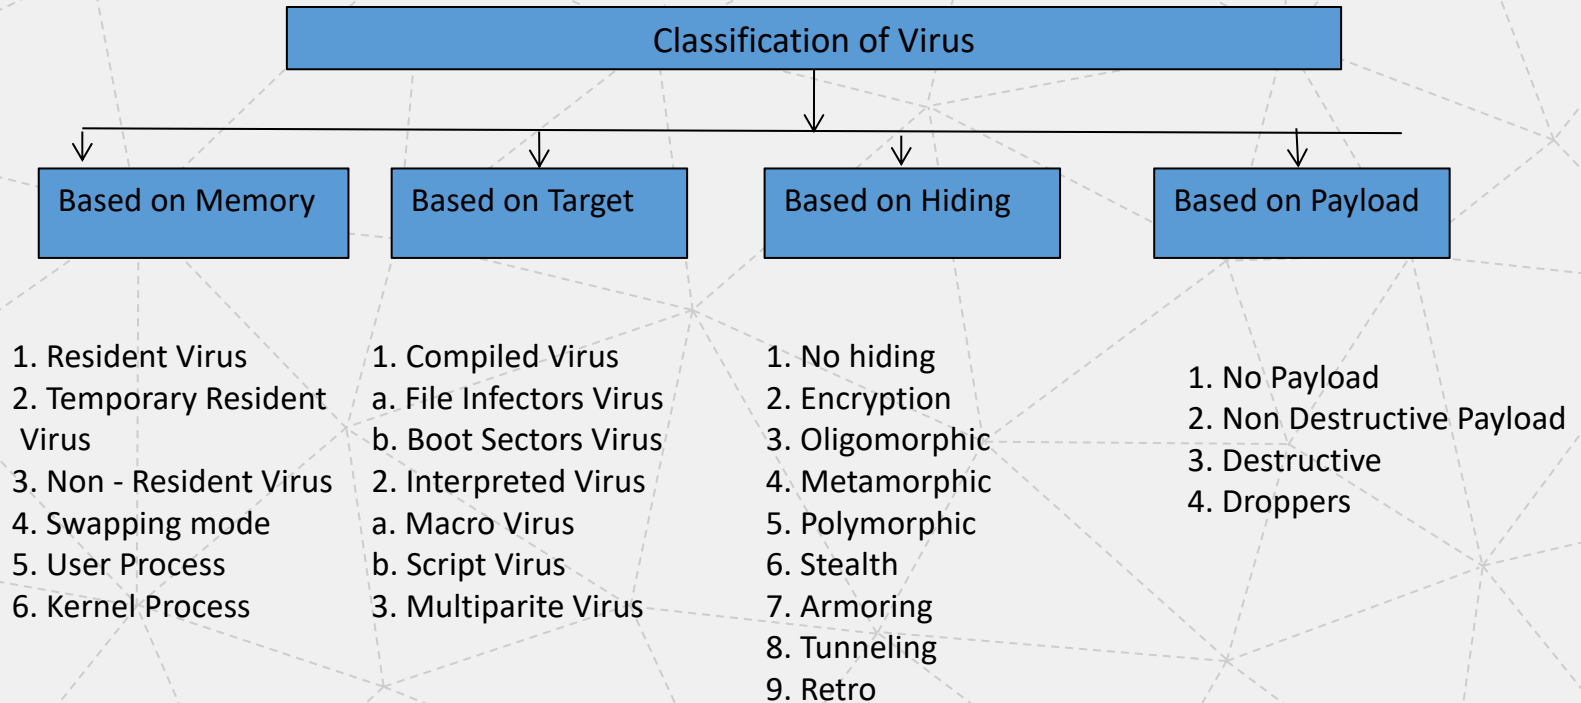 Classification of Virus
Based on Memory
Based on Target
Based on Hiding
Based on Payload
1. Resident Virus
2. Temporary Resident
Virus
3. Non - Resident Virus
4. Swapping mode
5. User Process
6. Kernel Process
1. Compiled Virus
a. File Infectors Virus
b. Boot Sectors Virus
2. Interpreted Virus
a. Macro Virus
b. Script Virus
3. Multiparite Virus
1. No hiding
2. Encryption
3. Oligomorphic
4. Metamorphic
5. Polymorphic
6. Stealth
7. Armoring
8. Tunneling
9. Retro
1. No Payload
2. Non Destructive Payload
3. Destructive
4. Droppers